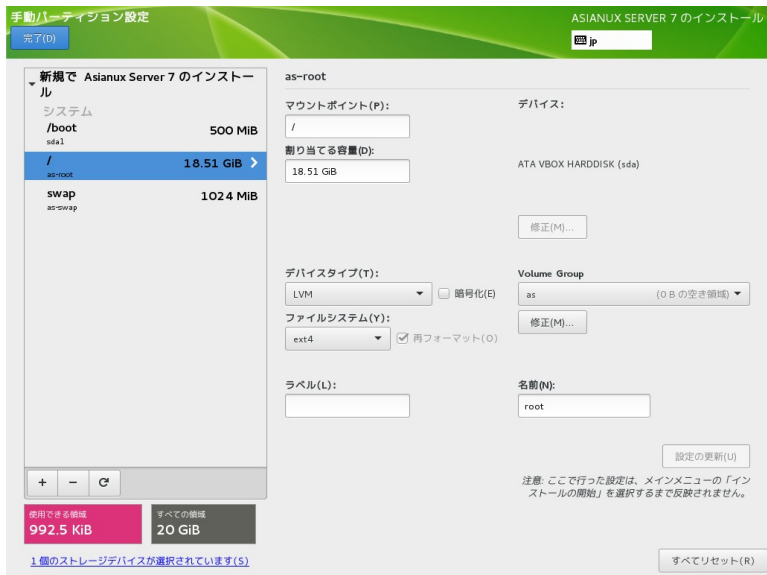 手動パーティション設定
ASIANUX SERVER 7 のインストール
完了(D)
jp
新規で Asianux Server 7 のインストー
ル
システム
/boot
500 MiB
sda1
/
18.51 GiB
as-root
swap
1024 MiB
as-swap
as-root
マウントポイント(P):
デバイス:
/
割り当てる容量(D):
18.51 GiB
ATA VBOX HARDDISK (sda)
修正(M)...
デバイスタイプ(T):
Volume Group
LVM
暗号化(E)
as
(0 B の空き領域)
ファイルシステム(Y):
修正(M)...
ext4
再フォーマット(O)
ラベル(L):
名前(N):
root
設定の更新(U)
注意: ここで行った設定は、メインメニューの「イン
ストールの開始」を選択するまで反映されません。
+ − 
使用できる領域
992.5 KiB
すべての領域
20 GiB
1 個のストレージデバイスが選択されています(S)
すべてリセット(R)